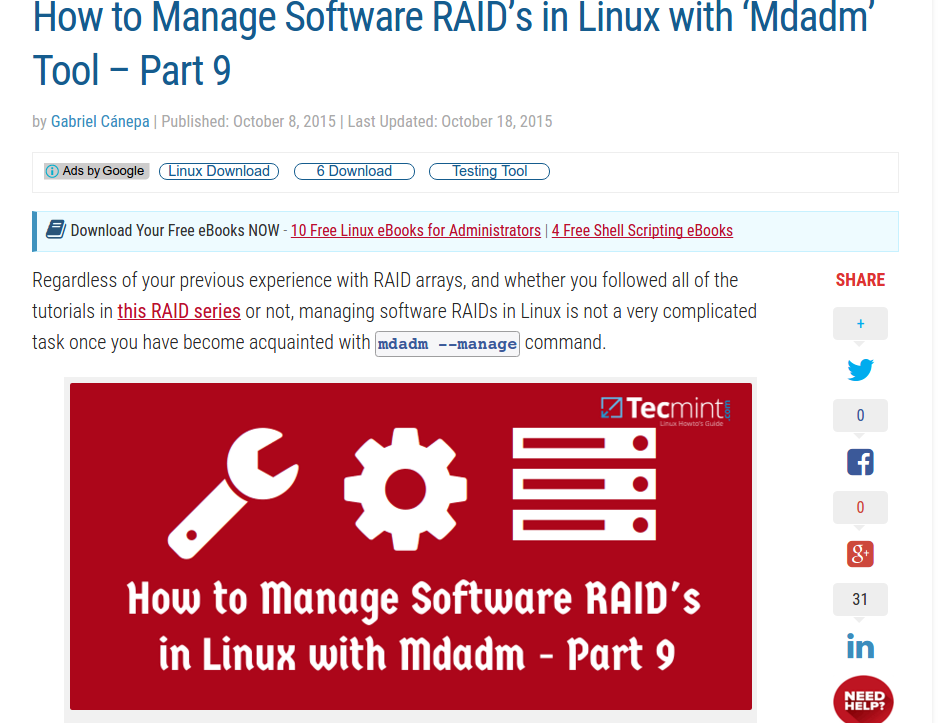 How to Manage Software RAID's in Linux with ‘Mdadm’
Tool – Part 9
by Gabriel Cánepa | Published: October 8, 2015 | Last Updated: October 18, 2015
Ads by Google
Linux Download
6 Download
Testing Tool
Download Your Free eBooks NOW - 10 Free Linux eBooks for Administrators | 4 Free Shell Scripting eBooks
Regardless of your previous experience with RAID arrays, and whether you followed all of the
tutorials in this RAID series or not, managing software RAIDs in Linux is not a very complicated
task once you have become acquainted with mdadm --manage command.
Tecmint.com
Linux Howto's Guide
How to Manage Software RAID's
in Linux with Mdadm - Part 9
SHARE
+
0
0
g+
31
in
NEED
HELP?